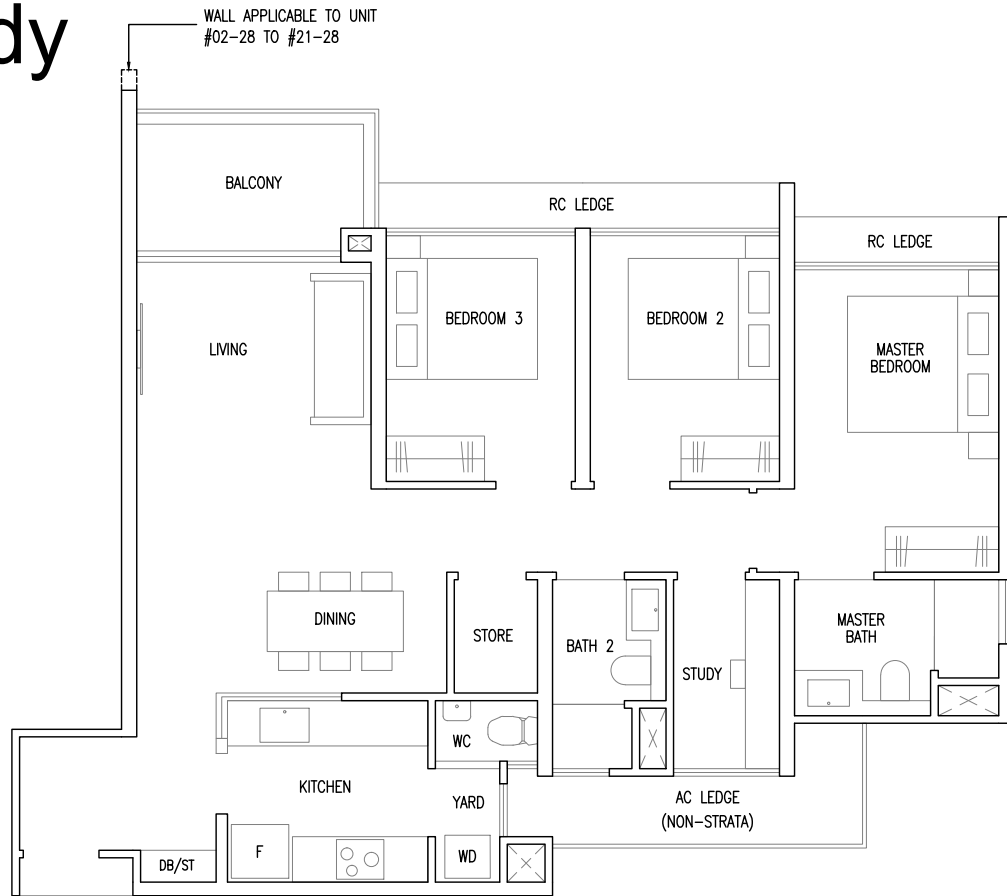 dy
WALL APPLICABLE TO UNIT
#02-28 TO #21-28
BALCONY
RC LEDGE
RC LEDGE
BEDROOM 3
BEDROOM 2
LIVING
MASTER
BEDROOM
DINING
STORE
BATH 2
MASTER
BATH
STUDY
WC
KITCHEN
YARD
AC LEDGE
(NON-STRATA)
DB/ST
F
WD